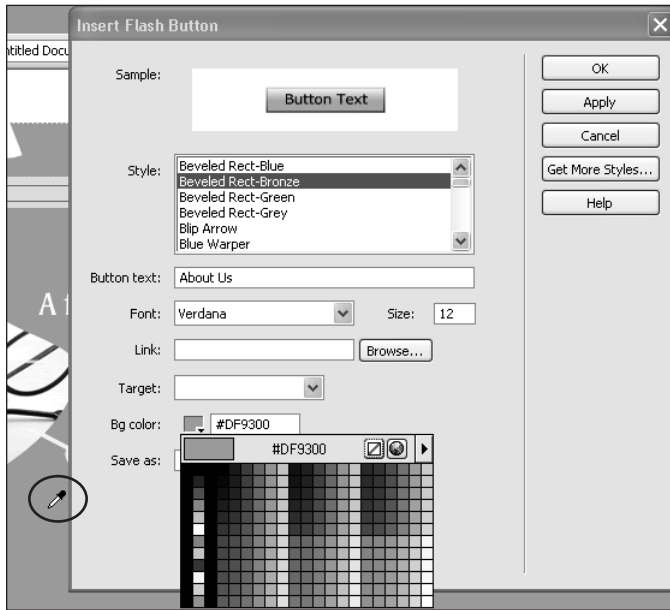 Insert Flash Button
ntitled Docu
Sample:
Button Text
OK
Apply
Cancel
Get More Styles...
Help
Style:
Beveled Rect-Blue
Beveled Rect-Bronze
Beveled Rect-Green
Beveled Rect-Grey
Blip Arrow
Blue Warper
Button text: About Us
A f
Font: Verdana Size: 12
Link: Browse...
Target:
Bg color: #DF9300
#DF9300
Save as: